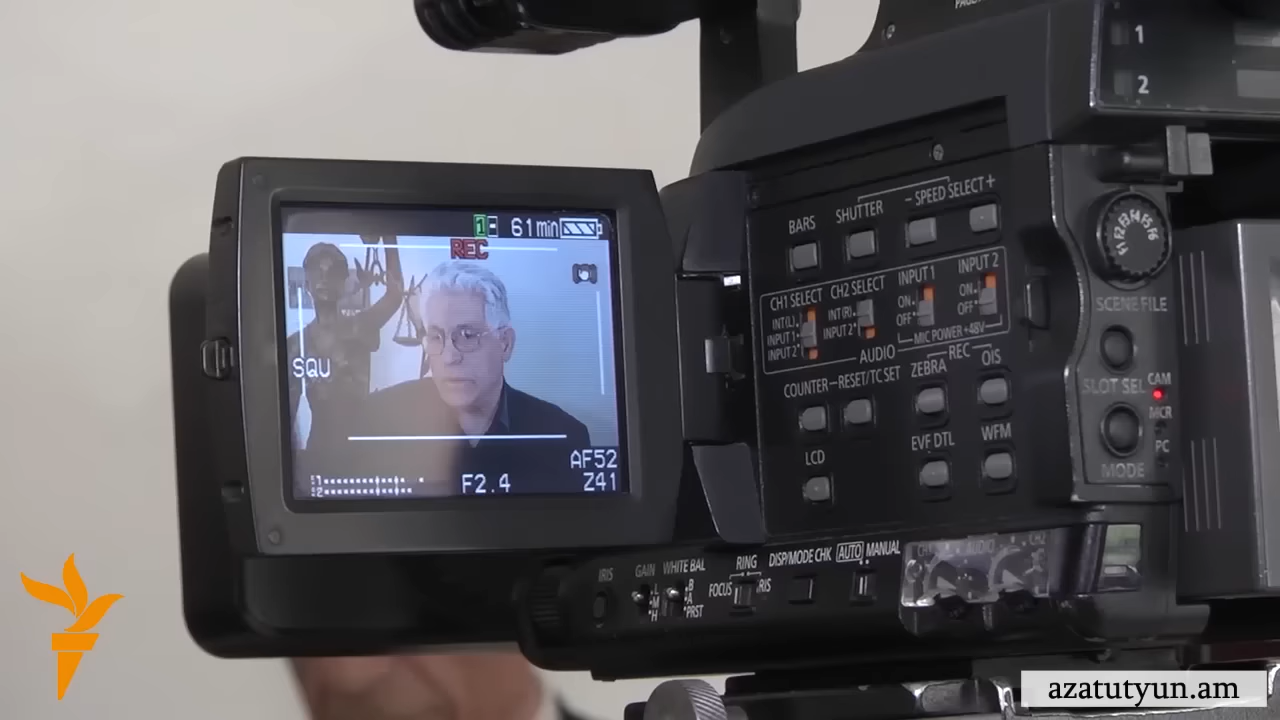 1
2
1 61min
REC
SQU
AF52
F2.4 Z41
BARS SHUTTER – SPEED SELECT +
CH1 SELECT CH2 SELECT INPUT 1 INPUT 2
INT(L) INT(R) ON ON
INPUT 1 INPUT 2 OFF OFF
INPUT 2 MIC POWER +48V
AUDIO
COUNTER RESET/TC SET ZEBRA REC OIS
LCD EVF DTL WFM
SCENE FILE
SLOT SEL CAM
MCR
PC
MODE
IRIS GAIN WHITE BAL RING DISP/MODE CHK AUTO MANUAL
L B FOCUS IRIS
M A
H PRST
CH1 AUDIO CH2
azatutyun.am